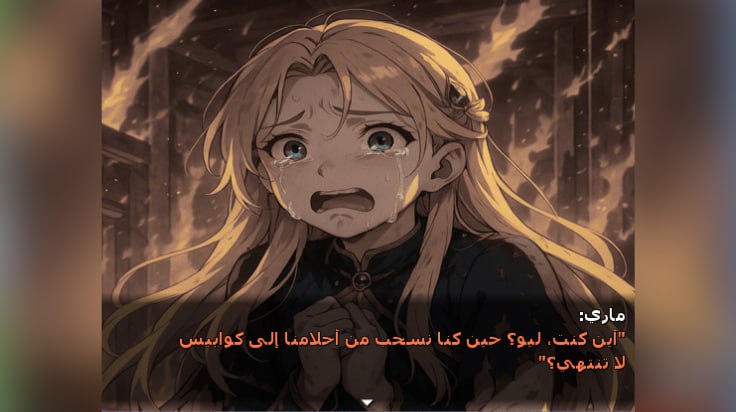 ماري:
"أين كنت، ليو؟ حين كنا نسحب من أحلامنا إلى كوابيس
لا تنتهي؟"